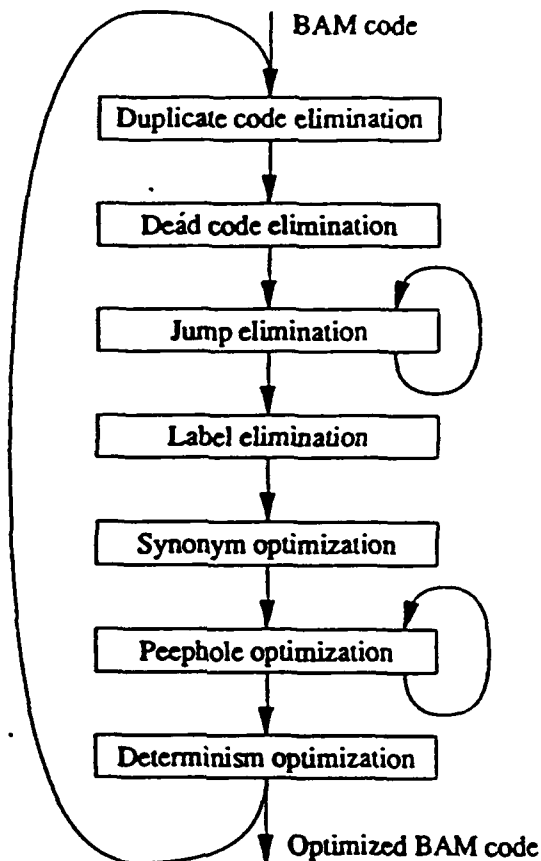 BAM code
Duplicate code elimination
Deád code elimination
Jump elimination
Label elimination
Synonym optimization
Peephole optimization
Determinism optimization
Optimized BAM code